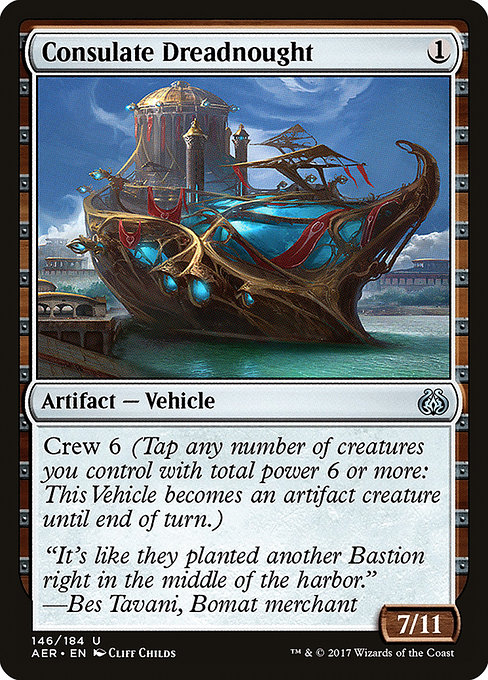 Consulate Dreadnought 1
Artifact — Vehicle
Crew 6 (Tap any number of creatures
you control with total power 6 or more:
This Vehicle becomes an artifact creature
until end of turn.)
“It’s like they planted another Bastion
right in the middle of the harbor.”
—Bes Tavani, Bomat merchant
7/11
146/184 U
AER • EN Cliff Childs
™ & © 2017 Wizards of the Coast